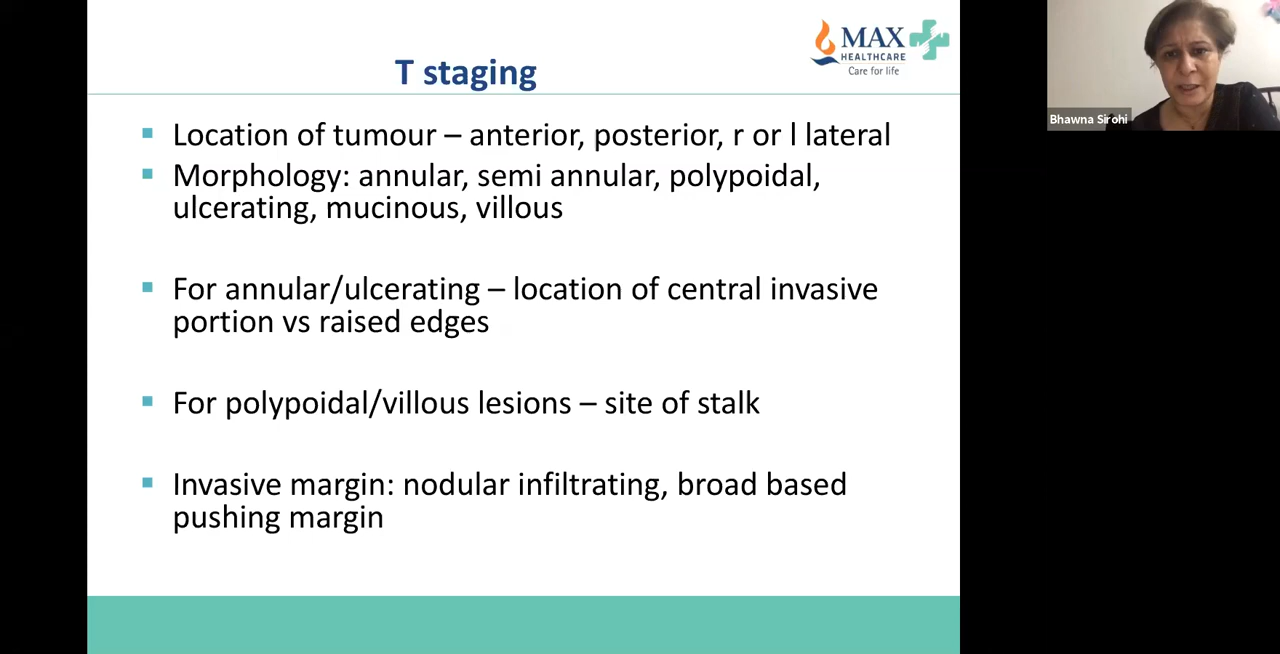 MAX
HEALTHCARE
Care for life
T staging
Location of tumour – anterior, posterior, r or l lateral
Morphology: annular, semi annular, polypoidal,
ulcerating, mucinous, villous
For annular/ulcerating – location of central invasive
portion vs raised edges
For polypoidal/villous lesions – site of stalk
Invasive margin: nodular infiltrating, broad based
pushing margin
Bhawna Sirohi